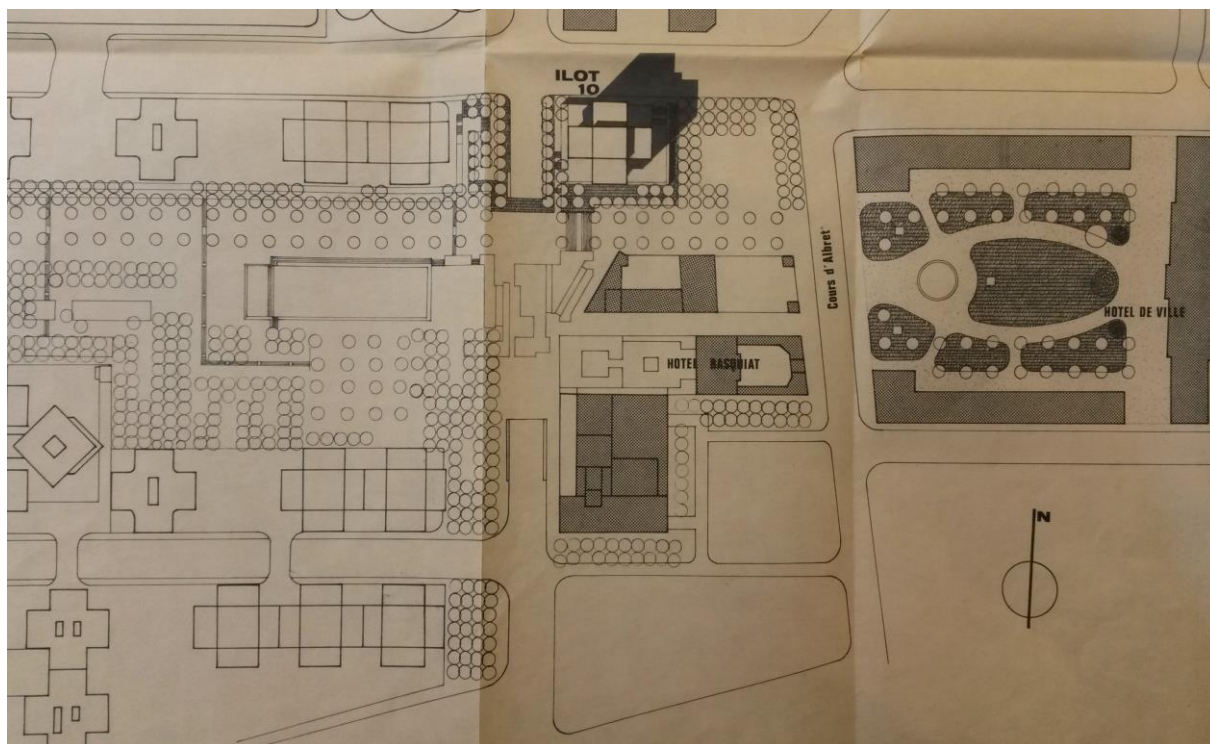 ILOT
10
Cours d'Albret
HOTEL DE VILLE
HOTEL BASQUIAT
N